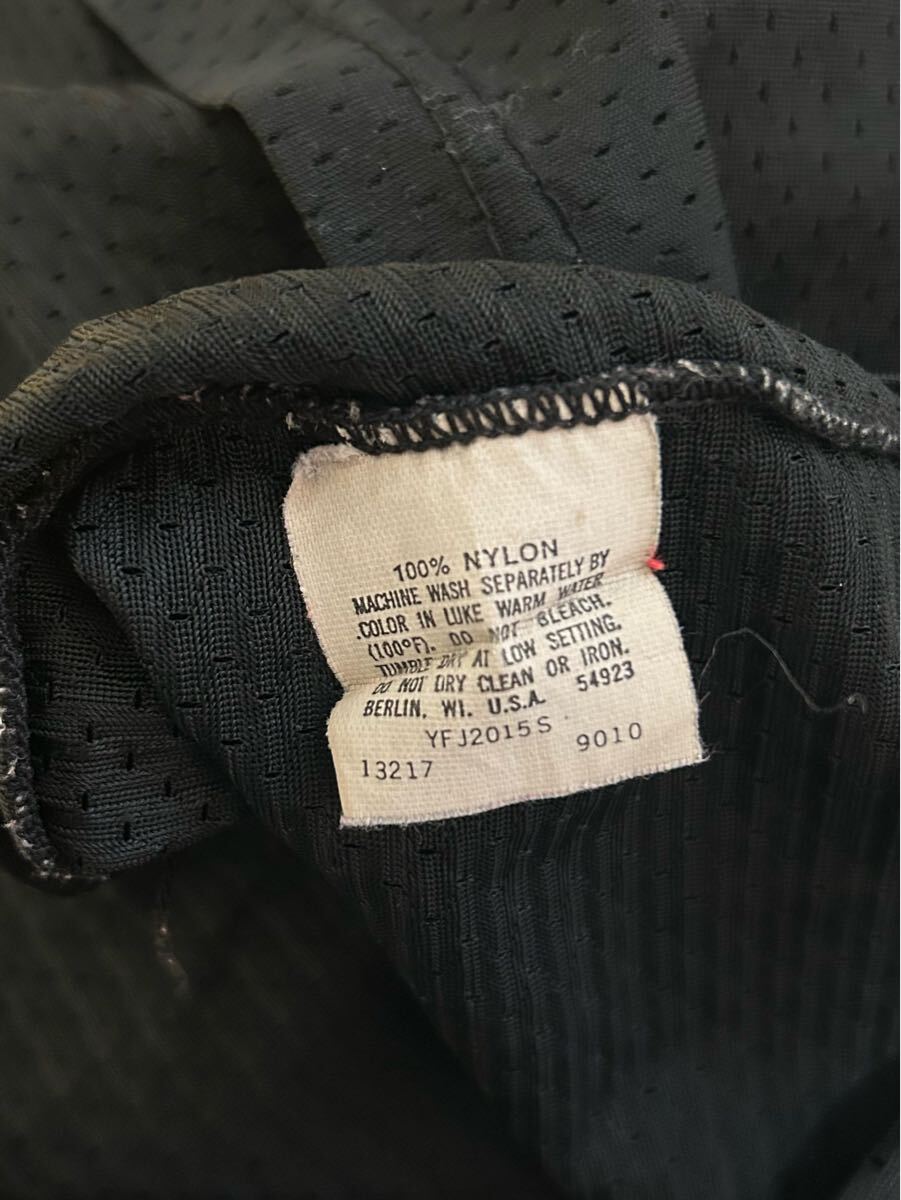 100% NYLON
MACHINE WASH SEPARATELY BY
COLOR IN LUKE WARM WATER
(100°F). DO NOT BLEACH.
TUMBLE DRY AT LOW SETTING.
DO NOT DRY CLEAN OR IRON.
BERLIN, WI. U.S.A. 54923
YFJ2015S
13217 9010